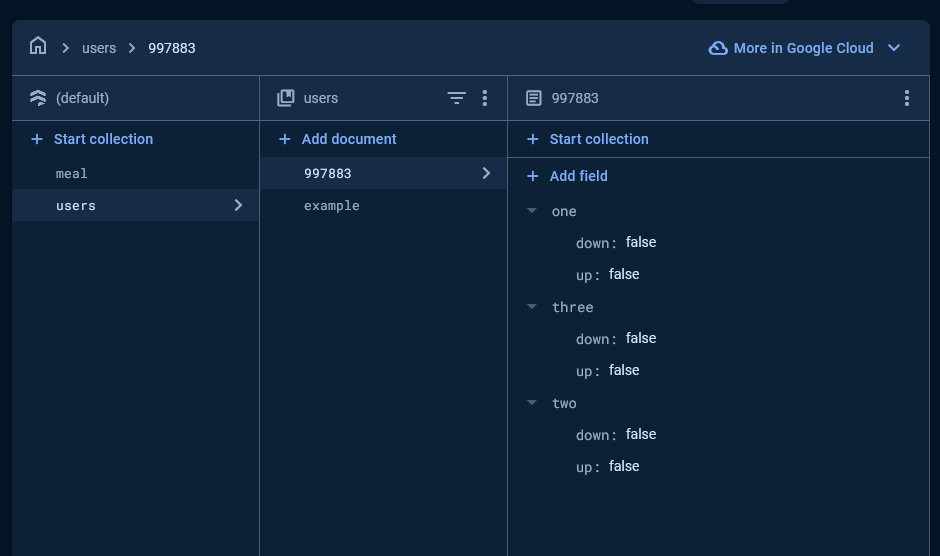 users 997883 More in Google Cloud
(default)
Start collection
meal
users
users
Add document
997883
example
997883
Start collection
Add field
one
down: false
up: false
three
down: false
up: false
two
down: false
up: false